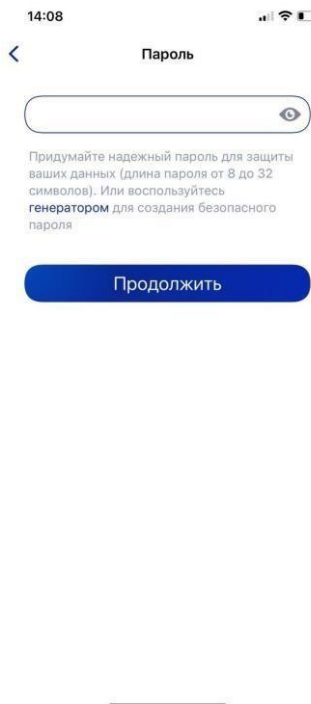 14:08
Пароль
Придумайте надежный пароль для защиты
ваших данных (длина пароля от 8 до 32
символов). Или воспользуйтесь
генератором для создания безопасного
пароля
Продолжить